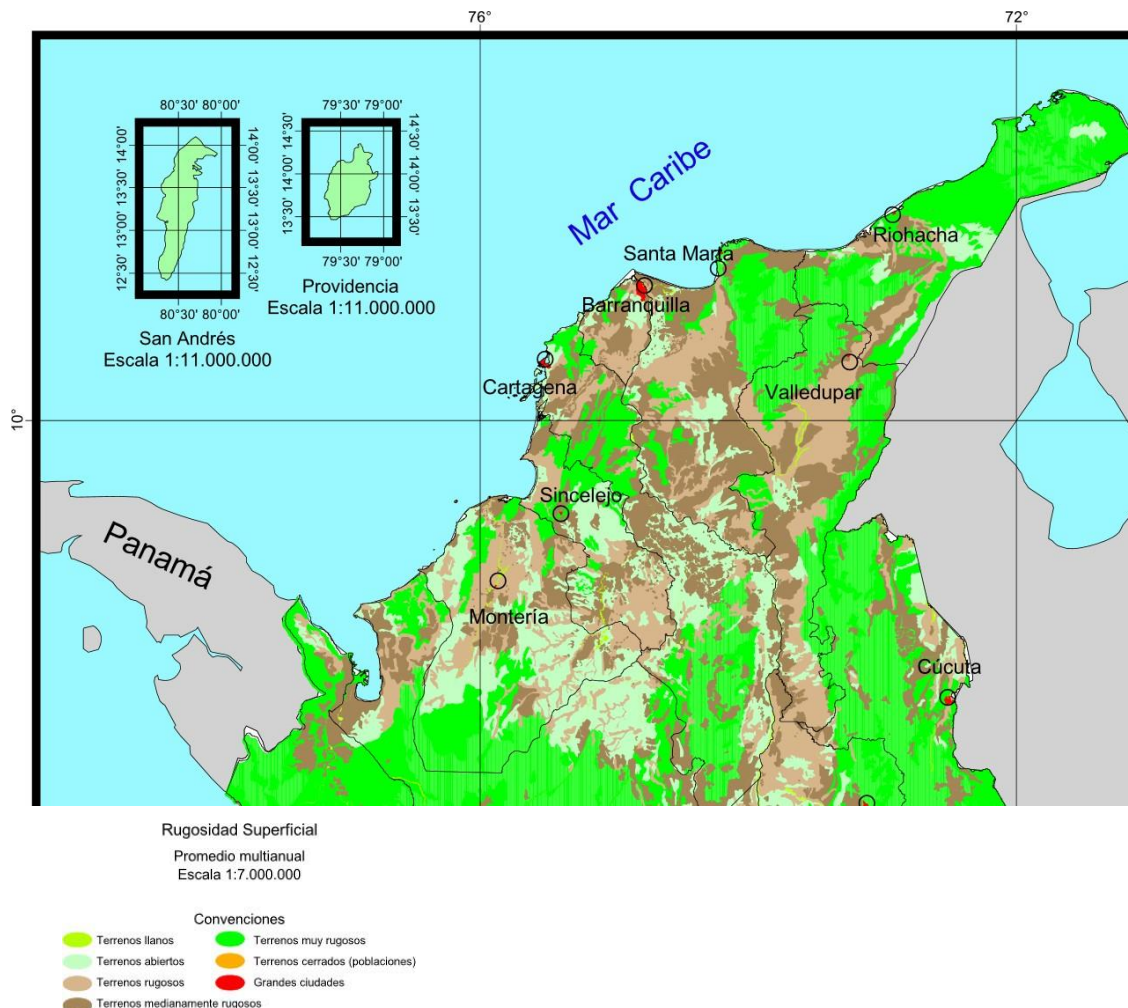 76°
72°
80°30' 80°00'
14°00'
13°30'
13°00'
12°30'
14°00'
13°30'
13°00'
12°30'
80°30' 80°00'
San Andrés
Escala 1:11.000.000
79°30' 79°00'
14°30'
14°00'
13°30'
14°30'
14°00'
13°30'
79°30' 79°00'
Providencia
Escala 1:11.000.000
Mar Caribe
Riohacha
Santa Marta
Barranquilla
Cartagena
Valledupar
10°
Sincelejo
Panamá
Montería
Cúcuta
Rugosidad Superficial
Promedio multianual
Escala 1:7.000.000
Convenciones
Terrenos llanos
Terrenos abiertos
Terrenos rugosos
Terrenos medianamente rugosos
Terrenos muy rugosos
Terrenos cerrados (poblaciones)
Grandes ciudades